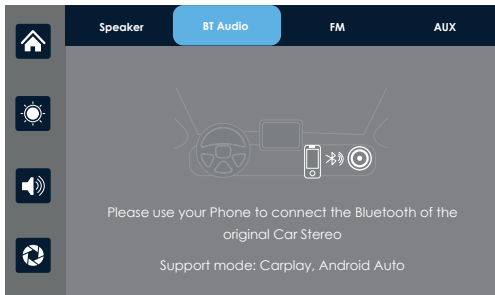 Speaker
BT Audio
FM
AUX
Please use your Phone to connect the Bluetooth of the
original Car Stereo
Support mode: Carplay, Android Auto